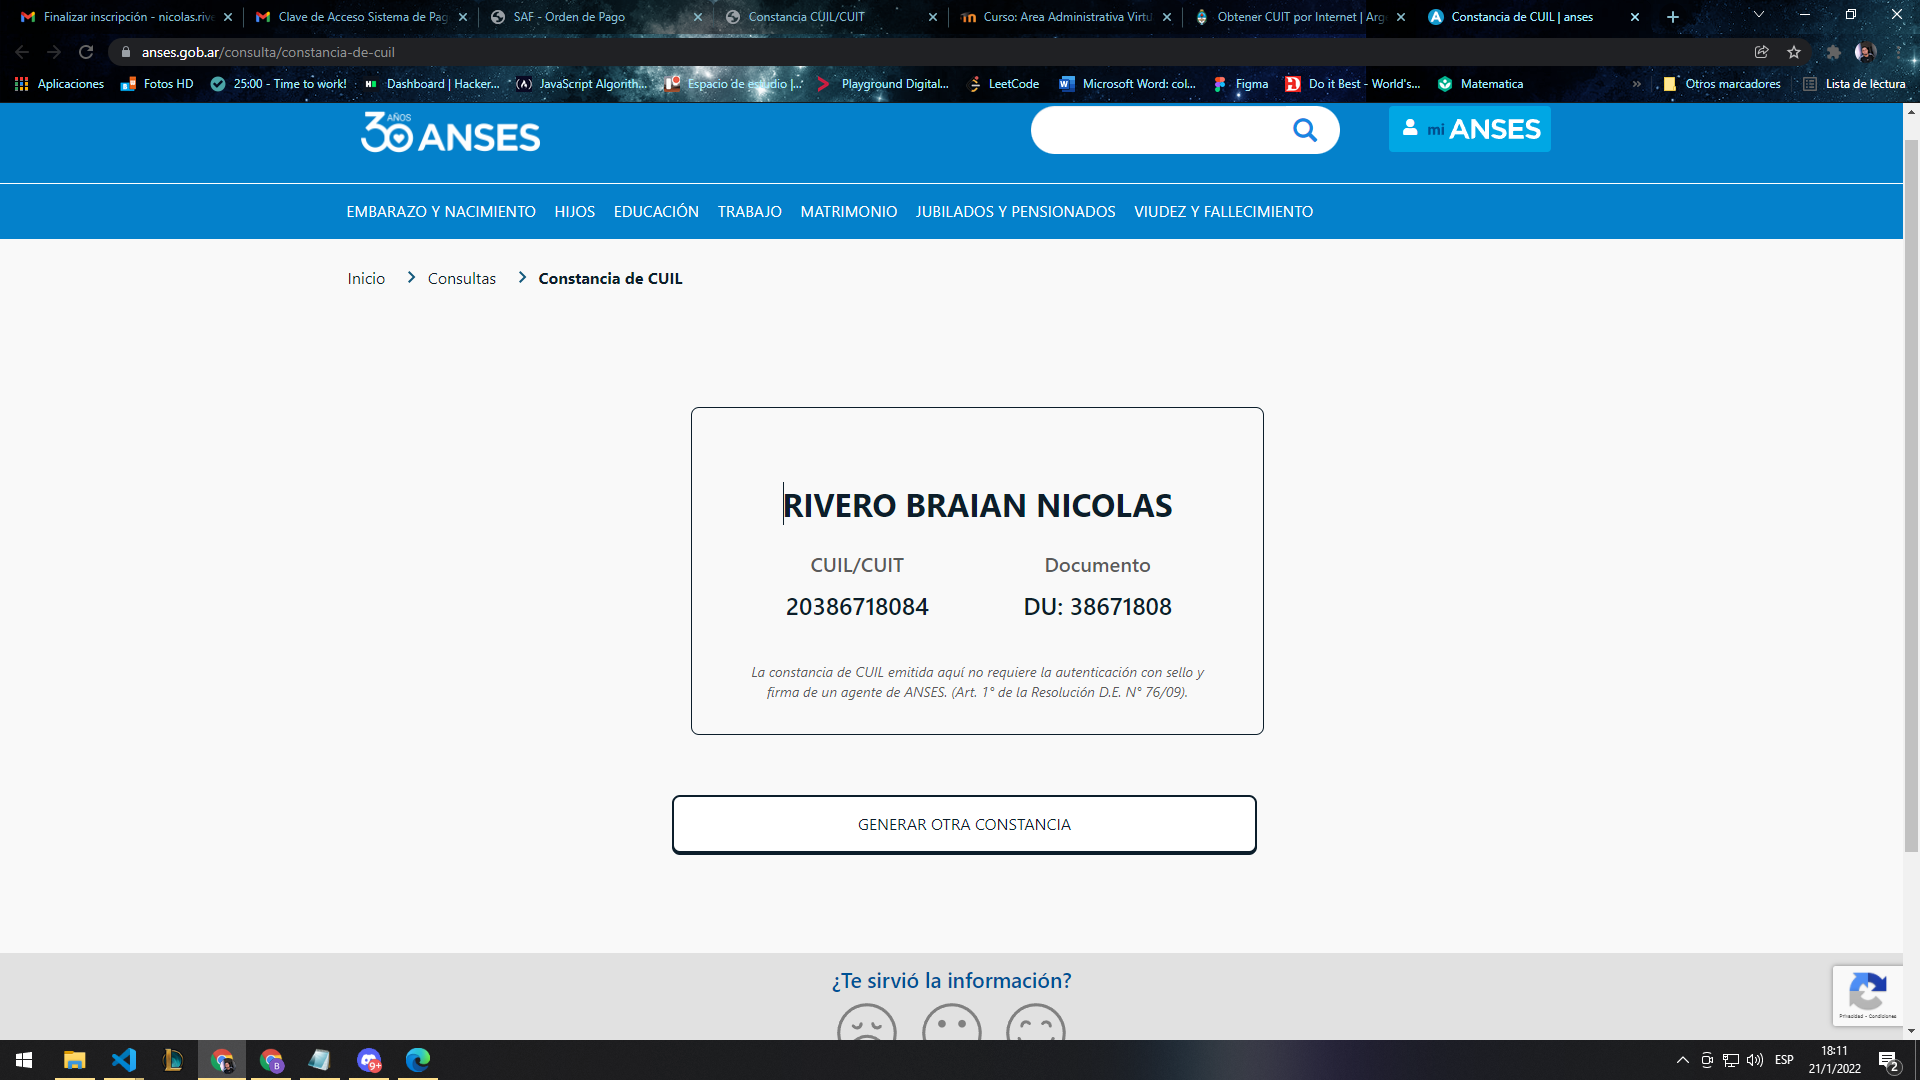 Finalizar inscripción - nicolas.rive
Clave de Acceso Sistema de Pag
SAF - Orden de Pago
Constancia CUIL/CUIT
Curso: Area Administrativa Virtu
Obtener CUIT por Internet | Arge
Constancia de CUIL | anses
anses.gob.ar/consulta/constancia-de-cuil
Aplicaciones
Fotos HD
25:00 - Time to work!
Dashboard | Hacker...
JavaScript Algorith...
Espacio de estudio |...
Playground Digital...
LeetCode
Microsoft Word: col...
Figma
Do it Best - World's...
Matematica
»
Otros marcadores
Lista de lectura
30 AÑOS ANSES
mi ANSES
EMBARAZO Y NACIMIENTO HIJOS EDUCACIÓN TRABAJO MATRIMONIO JUBILADOS Y PENSIONADOS VIUDEZ Y FALLECIMIENTO
Inicio > Consultas > Constancia de CUIL
RIVERO BRAIAN NICOLAS
CUIL/CUIT Documento
20386718084 DU: 38671808
La constancia de CUIL emitida aquí no requiere la autenticación con sello y
firma de un agente de ANSES. (Art. 1° de la Resolución D.E. N° 76/09).
GENERAR OTRA CONSTANCIA
¿Te sirvió la información?
Privacidad - Condiciones
B
9+
ESP
18:11
21/1/2022
2